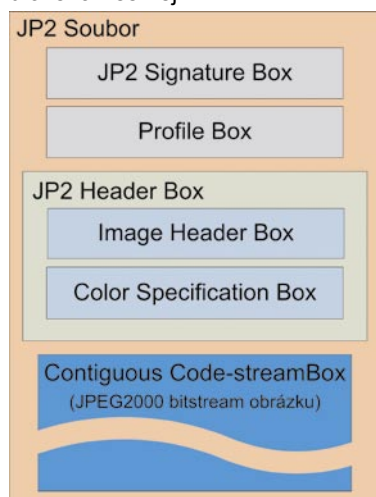 JP2 Soubor
JP2 Signature Box
Profile Box
JP2 Header Box
Image Header Box
Color Specification Box
Contiguous Code-streamBox
(JPEG2000 bitstream obrázku)